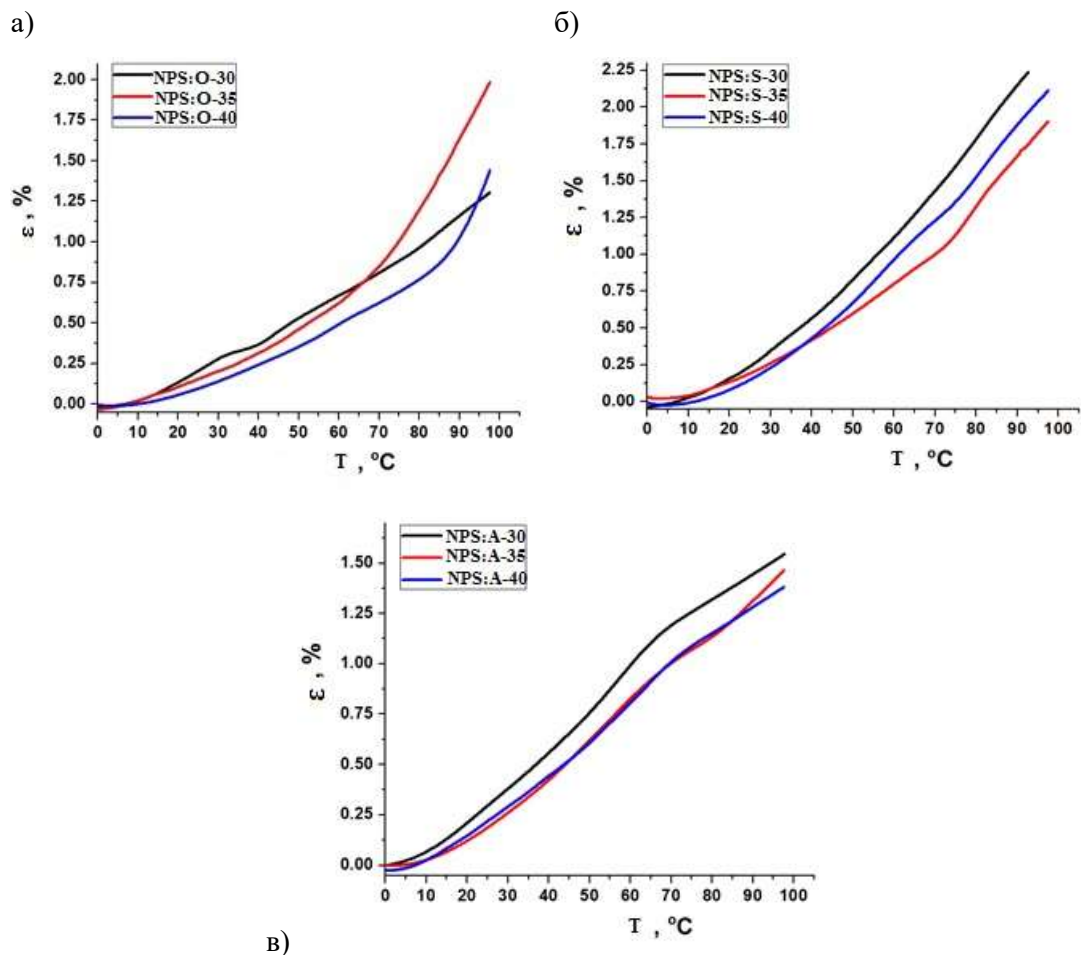 а)
б)
NPS:O-30
NPS:O-35
NPS:O-40
2.00
1.75
1.50
1.25
1.00
0.75
0.50
0.25
0.00
ε , %
0 10 20 30 40 50 60 70 80 90 100
T , °C
NPS:S-30
NPS:S-35
NPS:S-40
2.25
2.00
1.75
1.50
1.25
1.00
0.75
0.50
0.25
0.00
ε , %
0 10 20 30 40 50 60 70 80 90 100
T , °C
NPS:A-30
NPS:A-35
NPS:A-40
1.50
1.25
1.00
0.75
0.50
0.25
0.00
ε , %
0 10 20 30 40 50 60 70 80 90 100
T , °C
в)